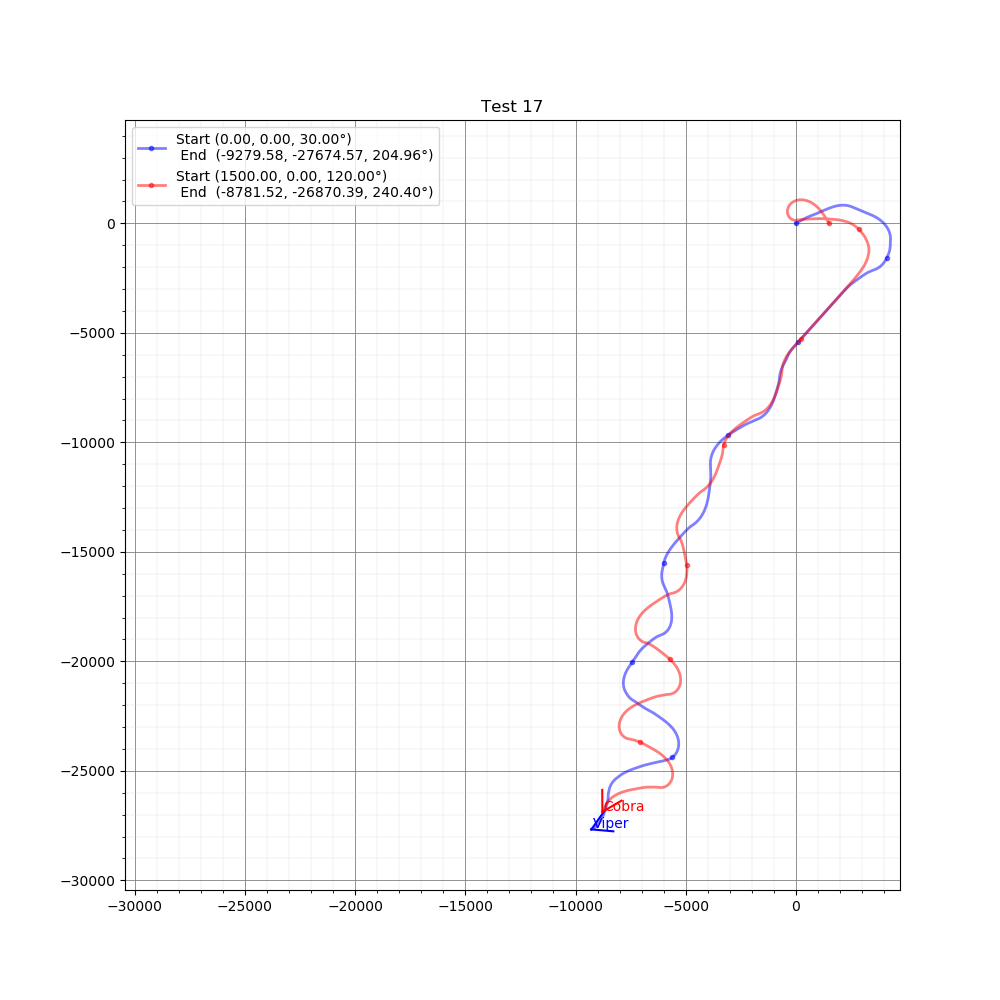 Test 17
Start (0.00, 0.00, 30.00°)
End (-9279.58, -27674.57, 204.96°)
Start (1500.00, 0.00, 120.00°)
End (-8781.52, -26870.39, 240.40°)
0
−5000
−10000
−15000
−20000
−25000
−30000
Cobra
Viper
−30000 −25000 −20000 −15000 −10000 −5000 0